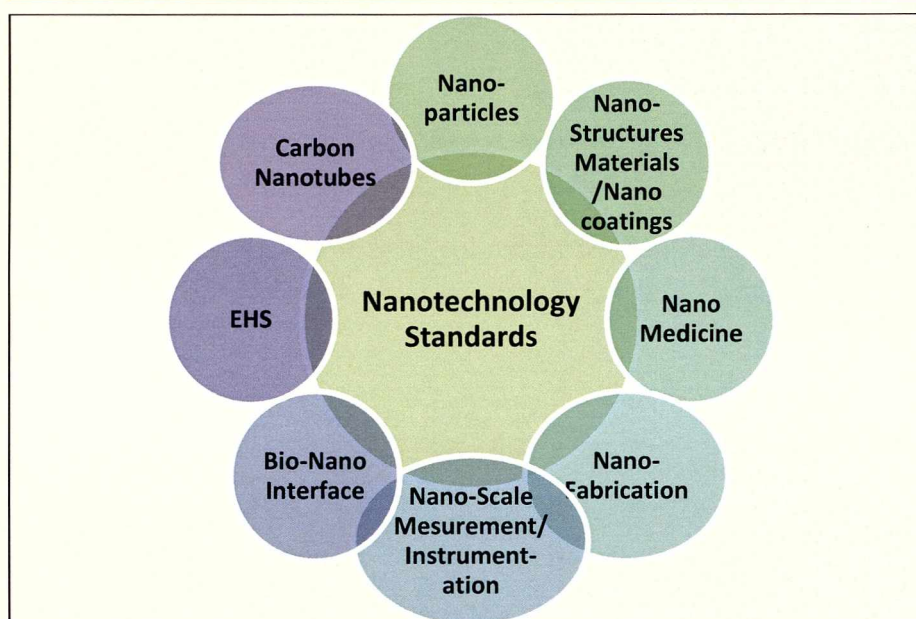 Nano-
particles
Nano-
Structures
Materials
/Nano
coatings
Nano
Medicine
Nano-
Fabrication
Nano-Scale
Mesurement/
Instrument-
ation
Bio-Nano
Interface
EHS
Carbon
Nanotubes
Nanotechnology
Standards